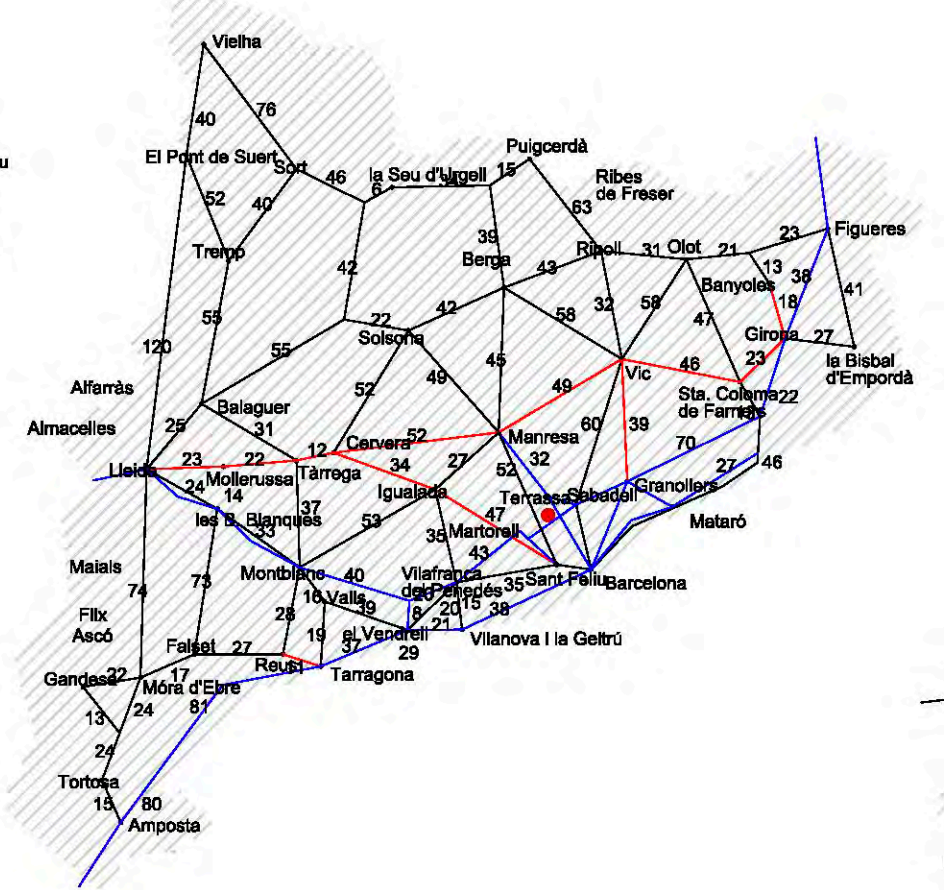 Vielha
76
40
u
El Pont de Suert
Sort
46
6
la Seu d'Urgell
15
Puigcerdà
Ribes
de Freser
63
52
40
39
Tremp
Berga
43
Ripoll
31
Olot
21
23
Figueres
42
13
38
Banyoles
18
41
55
42
58
32
58
47
22
Solsona
Girona
27
120
55
52
49
45
49
Vic
46
23
la Bisbal
d'Empordà
Alfarràs
Balaguer
Sta. Coloma
de Farners
22
Almacelles
25
31
12
Cervera
52
Manresa
60
39
70
Lleida
23
22
Tàrrega
34
27
52
32
27
46
Mollerussa
Igualada
Granollers
24
14
37
Terrassa
Sabadell
les B. Blanques
33
53
35
47
Martorell
Mataró
Maials
Montblanc
40
43
Vilafranca
del Penedés
35
Sant Feliu
Barcelona
74
73
16
Valls
39
8
20
15
38
Flix
Ascó
28
19
el Vendrell
21
Vilanova I la Geltrú
Falset
27
37
29
Reus
Tarragona
Gandesa
22
17
Móra d'Ebre
24
81
13
24
Tortosa
15
80
Amposta